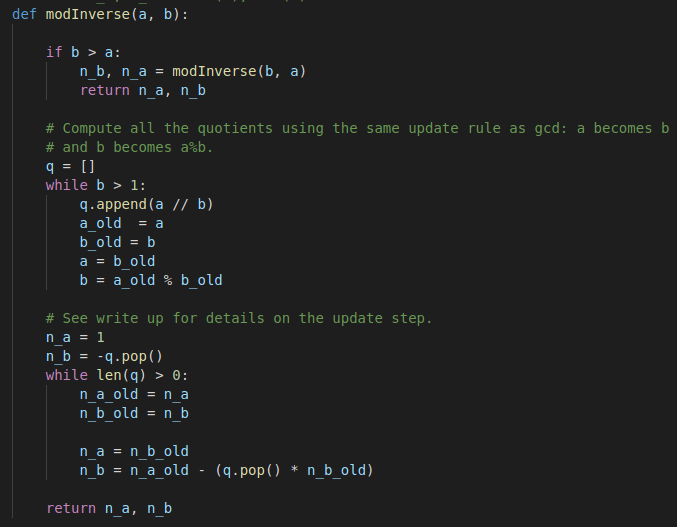 def modInverse(a, b):
if b > a:
n_b, n_a = modInverse(b, a)
return n_a, n_b
# Compute all the quotients using the same update rule as gcd: a becomes b
# and b becomes a%b.
q = []
while b > 1:
q.append(a // b)
a_old  = a
b_old = b
a = b_old
b = a_old % b_old
# See write up for details on the update step.
n_a = 1
n_b = -q.pop()
while len(q) > 0:
n_a_old = n_a
n_b_old = n_b
n_a = n_b_old
n_b = n_a_old - (q.pop() * n_b_old)
return n_a, n_b